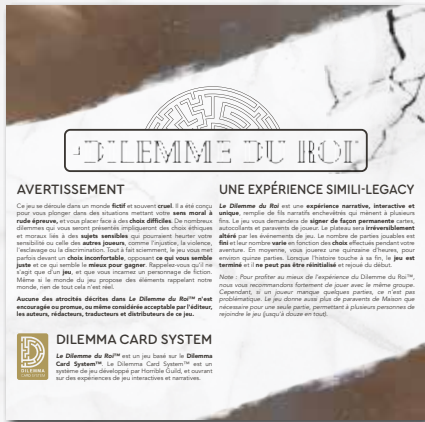 -DILEMME DU ROI
AVERTISSEMENT
Ce jeu se déroule dans un monde fictif et souvent cruel. Il a été conçu
pour vous plonger dans des situations mettant votre sens moral à
rude épreuve, et vous placer face à des choix difficiles. De nombreux
dilemmes qui vous seront présentés impliqueront des choix éthiques
et moraux liés à des sujets sensibles qui pourraient heurter votre
sensibilité ou celle des autres joueurs, comme l'injustice, la violence,
l'esclavage ou la discrimination. Tout à fait sciemment, le jeu vous met
parfois devant un choix inconfortable, opposant ce qui vous semble
juste et ce qui semble le mieux pour gagner. Rappelez-vous qu'il ne
s'agit que d'un jeu, et que vous incarnez un personnage de fiction.
Même si le monde du jeu propose des éléments rappelant notre
monde, rien de tout cela n'est réel.
Aucune des atrocités décrites dans Le Dilemme du Roi™ n'est
encouragée ou promue, ou même considérée acceptable par l'éditeur,
les auteurs, rédacteurs, traducteurs et distributeurs de ce jeu.
DILEMMA
CARD SYSTEM
DILEMMA CARD SYSTEM
Le Dilemme du Roi™ est un jeu basé sur le Dilemma
Card System™. Le Dilemma Card System™ est un
système de jeu développé par Horrible Guild, et ouvrant
sur des expériences de jeu interactives et narratives.
UNE EXPÉRIENCE SIMILI-LEGACY
Le Dilemme du Roi est une expérience narrative, interactive et
unique, remplie de fils narratifs enchevêtrés qui mènent à plusieurs
fins. Le jeu vous demandera de signer de façon permanente cartes,
autocollants et paravents de joueur. Le plateau sera irréversiblement
altéré par les événements de jeu. Le nombre de parties jouables est
fini et leur nombre varie en fonction des choix effectués pendant votre
aventure. En moyenne, vous jouerez une quinzaine d'heures, pour
environ quinze parties. Lorsque l'histoire touche à sa fin, le jeu est
terminé et il ne peut pas être réinitialisé et rejoué du début.
Note : Pour profiter au mieux de l'expérience du Dilemme du Roi™,
nous vous recommandons fortement de jouer avec le même groupe.
Cependant, si un joueur manque quelques parties, ce n'est pas
problématique. Le jeu donne aussi plus de paravents de Maison que
nécessaire pour une seule partie, permettant à plusieurs personnes de
rejoindre le jeu (jusqu'à douze en tout).